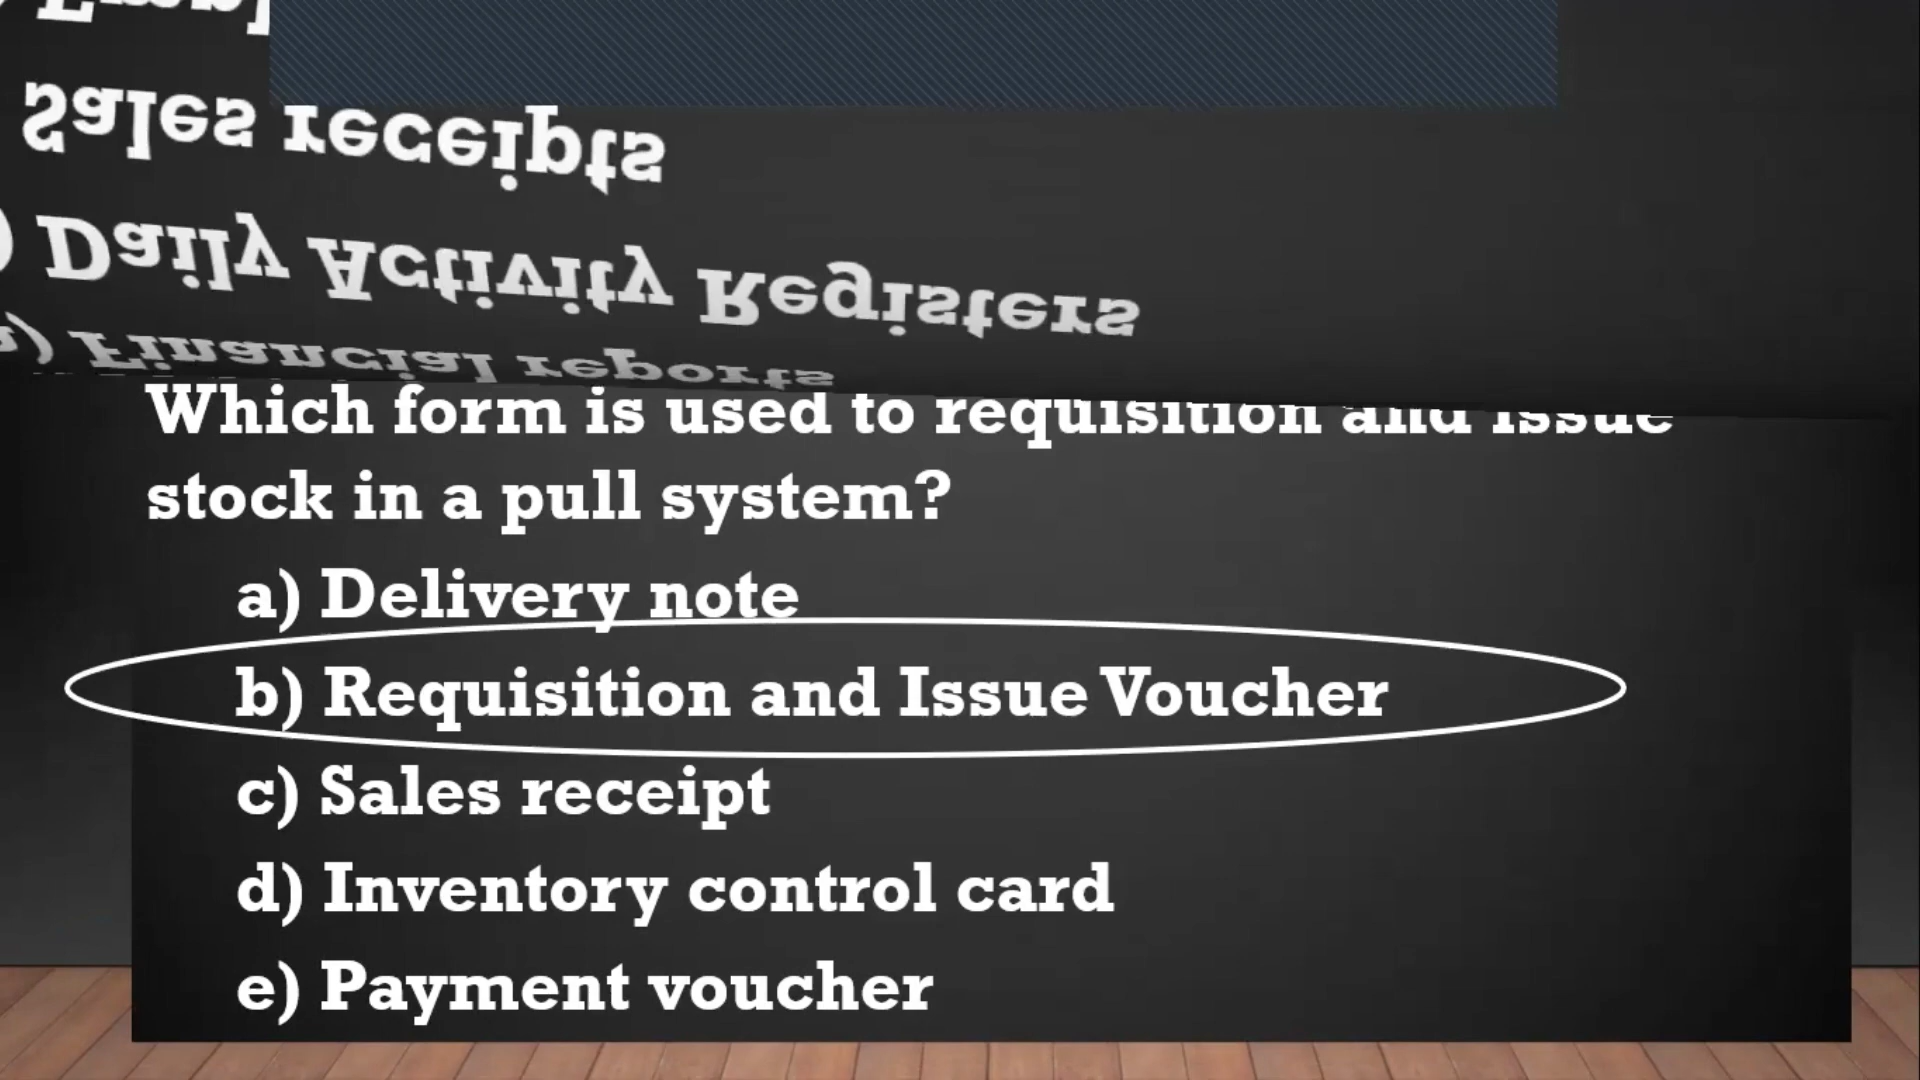 Sales receipts
) Daily Activity Registers
) Financial reports
Which form is used to requisition and issue
stock in a pull system?
a) Delivery note
b) Requisition and Issue Voucher
c) Sales receipt
d) Inventory control card
e) Payment voucher